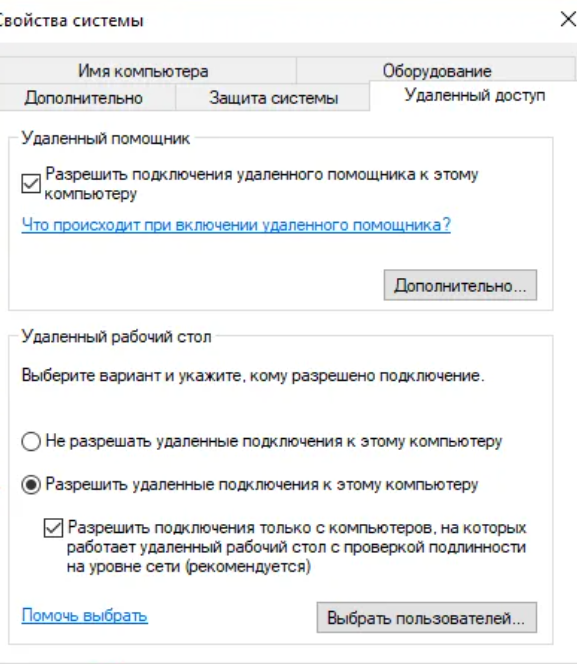 Свойства системы
Имя компьютера
Оборудование
Дополнительно
Защита системы
Удаленный доступ
Удаленный помощник
Разрешить подключения удаленного помощника к этому
компьютеру
Что происходит при включении удаленного помощника?
Дополнительно...
Удаленный рабочий стол
Выберите вариант и укажите, кому разрешено подключение.
Не разрешать удаленные подключения к этому компьютеру
Разрешить удаленные подключения к этому компьютеру
Разрешить подключения только с компьютеров, на которых
работает удаленный рабочий стол с проверкой подлинности
на уровне сети (рекомендуется)
Помочь выбрать
Выбрать пользователей...